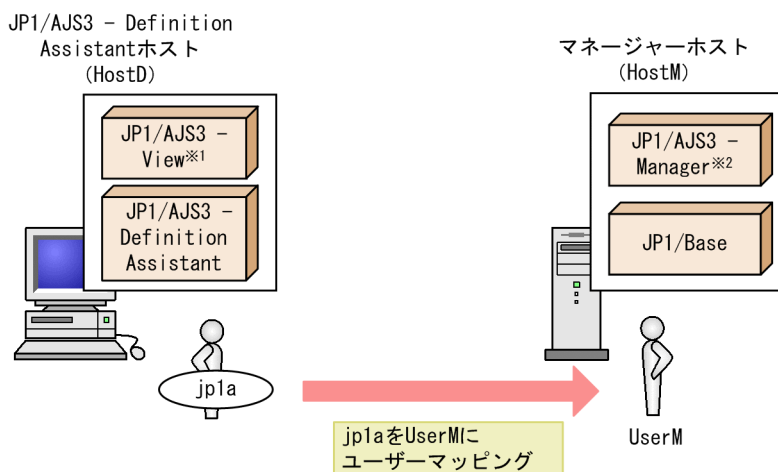 JP1/AJS3 - Definition
Assistantホスト
(HostD)
JP1/AJS3 -
View※1
JP1/AJS3 -
Definition
Assistant
jp1a
マネージャーホスト
(HostM)
JP1/AJS3 -
Manager※2
JP1/Base
UserM
jp1aをUserMに
ユーザーマッピング